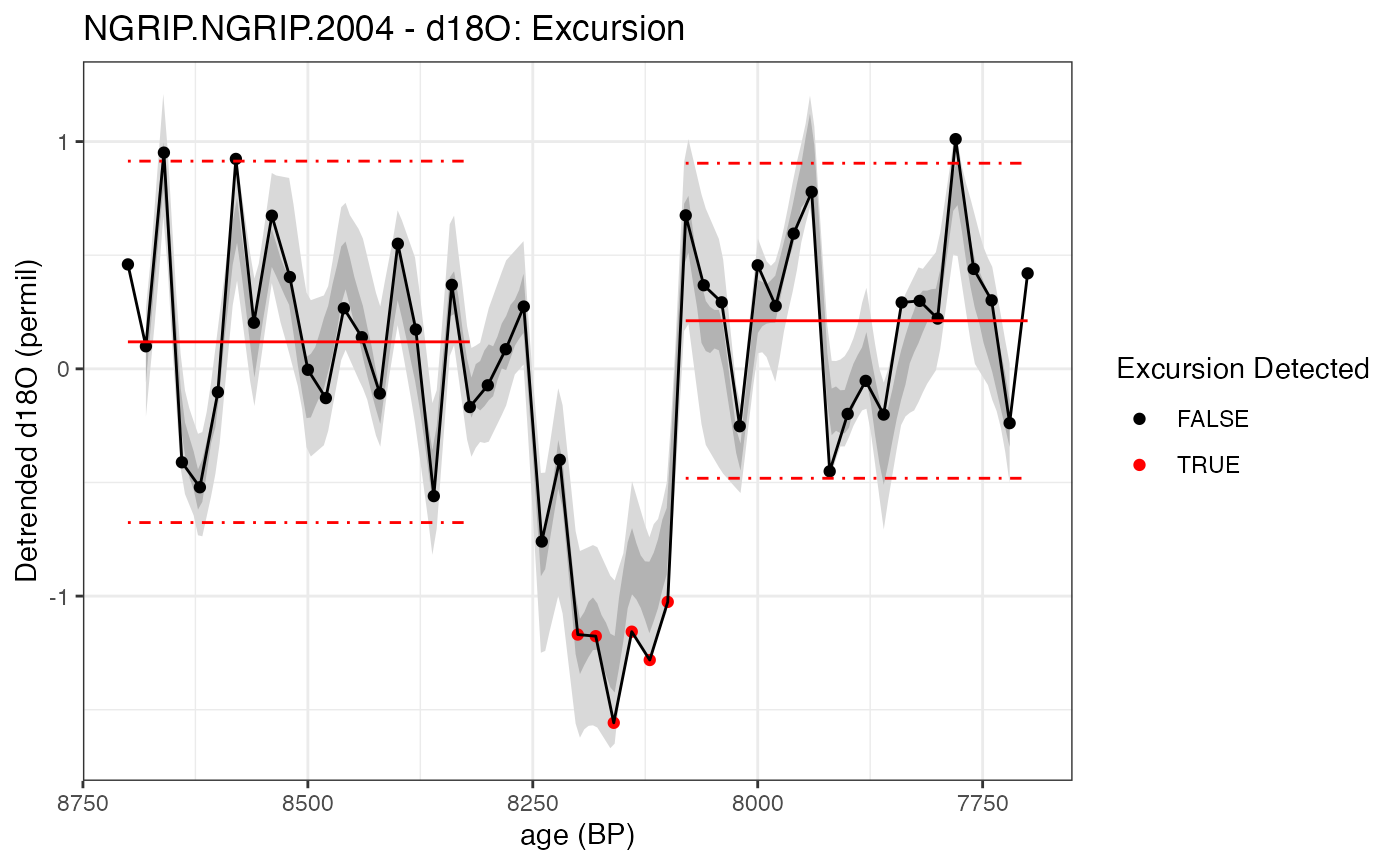 NGRIP.NGRIP.2004 - d18O: Excursion
Detrended d18O (permil)
1
0
-1
8750
8500
8250
8000
7750
age (BP)
Excursion Detected
FALSE
TRUE